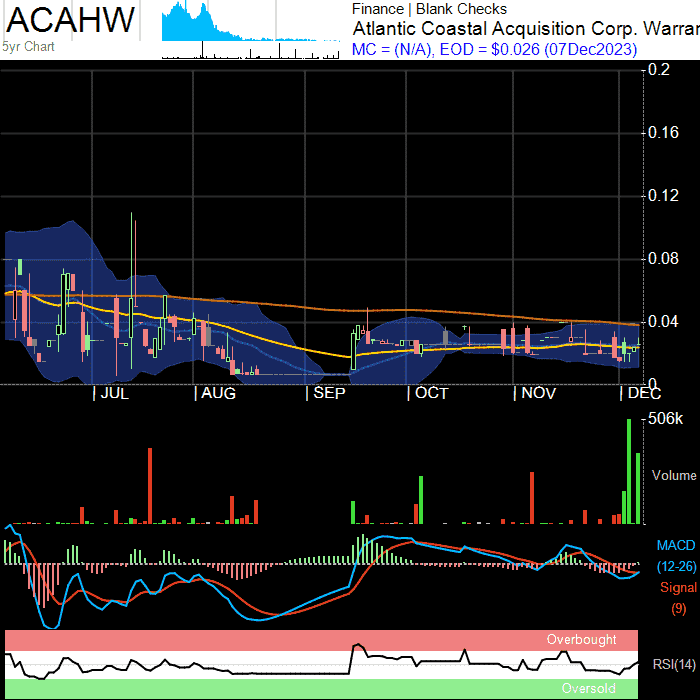 ACAHW
5yr Chart
Finance | Blank Checks
Atlantic Coastal Acquisition Corp. Warran
MC = (N/A), EOD = $0.026 (07Dec2023)
0.2
0.16
0.12
0.08
0.04
0
JUL
AUG
SEP
OCT
NOV
DEC
506k
Volume
MACD
(12-26)
Signal
(9)
Overbought
RSI(14)
Oversold